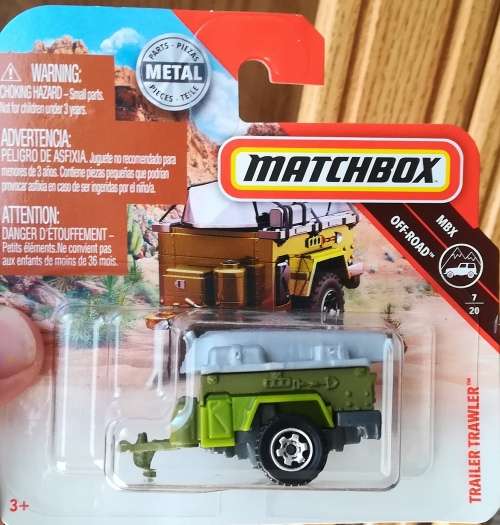 PARTS - PIEZAS
METAL
PIÈCES - TEILE
WARNING:
CHOKING HAZARD – Small parts.
Not for children under 3 years.
ADVERTENCIA:
PELIGRO DE ASFIXIA. Juguete no recomendado para
menores de 3 años. Contiene piezas pequeñas que podrían
provocar asfixia en caso de ser ingeridas por el niño/a.
ATTENTION:
DANGER D'ÉTOUFFEMENT –
Petits éléments. Ne convient pas
aux enfants de moins de 36 mois.
MATCHBOX
MBX
OFF-ROAD™
7
20
TRAILER TRAWLER™
3+